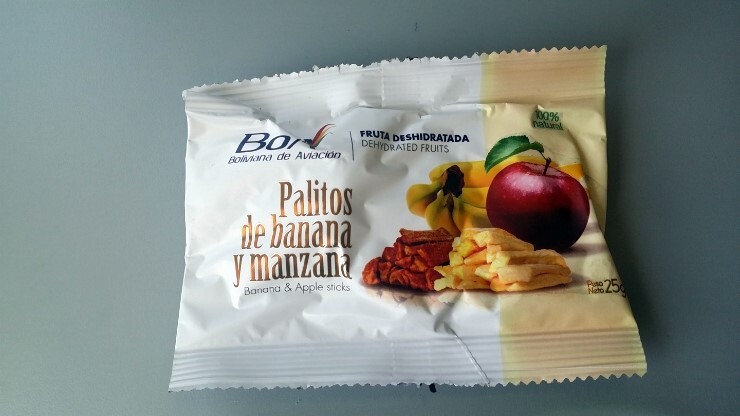 BoA
Boliviana de Aviación
FRUTA DESHIDRATADA
DEHYDRATED FRUITS
100%
natural
Palitos
de banana
y manzana
Banana & Apple sticks
Peso
Neto 25g